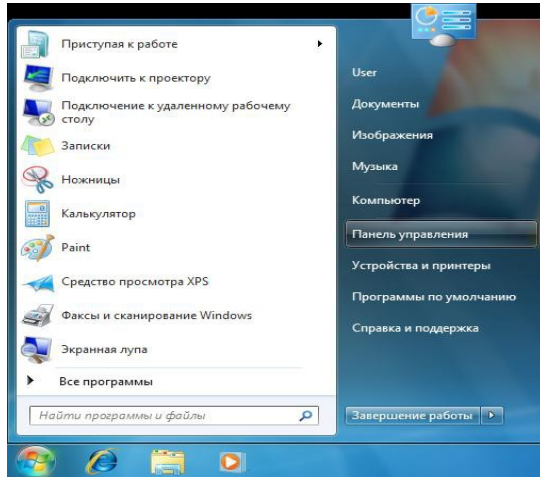 Приступая к работе
Подключить к проектору
Подключение к удаленному рабочему
столу
Записки
Ножницы
Калькулятор
Paint
Средство просмотра XPS
Факсы и сканирование Windows
Экранная лупа
Все программы
Найти программы и файлы
User
Документы
Изображения
Музыка
Компьютер
Панель управления
Устройства и принтеры
Программы по умолчанию
Справка и поддержка
Завершение работы